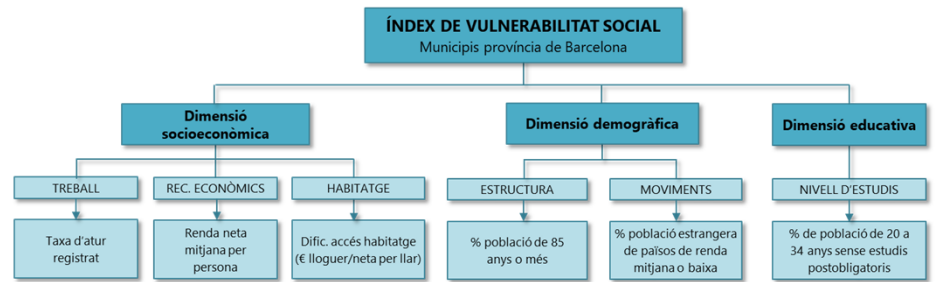 ÍNDEX DE VULNERABILITAT SOCIAL
Municipis província de Barcelona
Dimensió
socioeconòmica
Dimensió demogràfica
Dimensió educativa
TREBALL
REC. ECONÒMICS
HABITATGE
ESTRUCTURA
MOVIMENTS
NIVELL D'ESTUDIS
Taxa d'atur
registrat
Renda neta
mitjana per
persona
Dific. accés habitatge
(€ lloguer/neta per llar)
% població de 85
anys o més
% població estrangera
de països de renda
mitjana o baixa
% de població de 20 a
34 anys sense estudis
postobligatoris